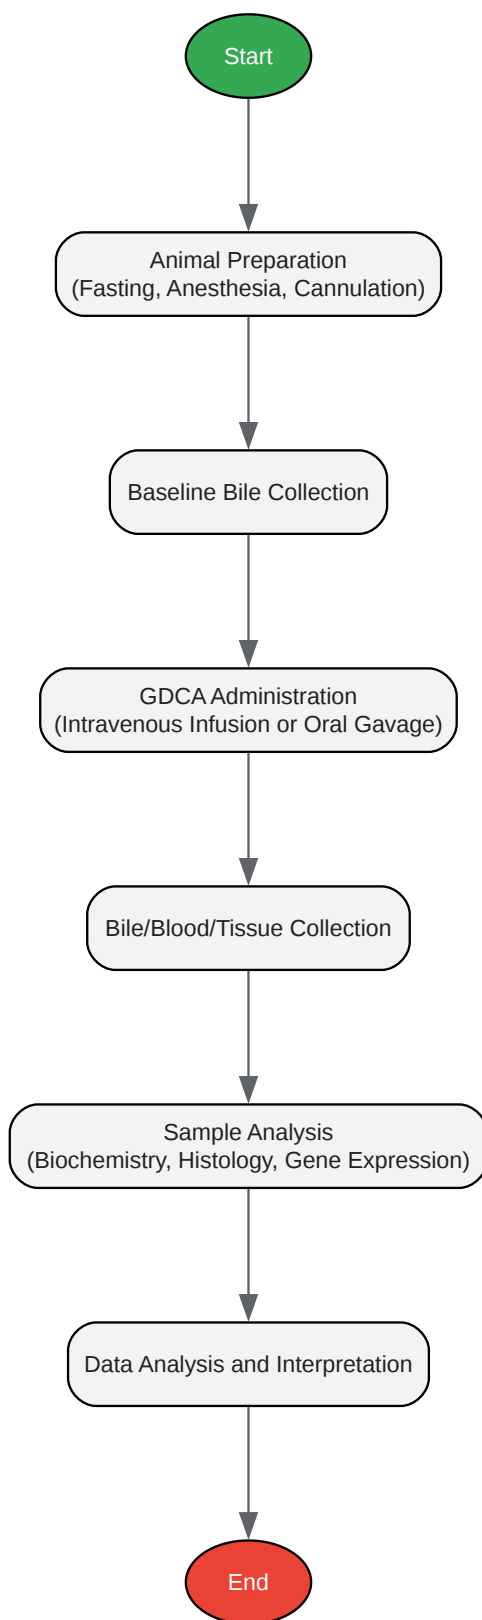 Start
Animal Preparation
(Fasting, Anesthesia, Cannulation)
Baseline Bile Collection
GDCA Administration
(Intravenous Infusion or Oral Gavage)
Bile/Blood/Tissue Collection
Sample Analysis
(Biochemistry, Histology, Gene Expression)
Data Analysis and Interpretation
End